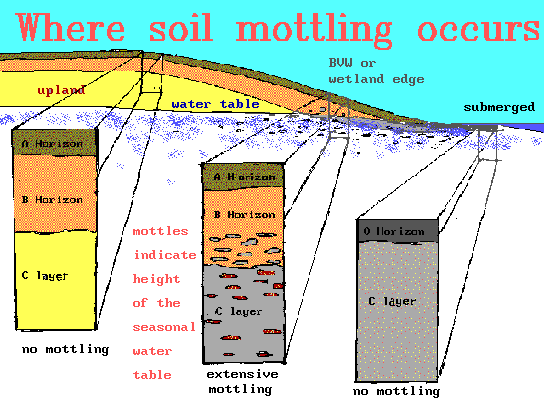 Where soil mottling occurs
BVW or
wetland edge
upland
water table
submerged
A Horizon
B Horizon
C layer
no mottling
mottles
indicate
height
of the
seasonal
water
table
A Horizon
B Horizon
C layer
extensive
mottling
O Horizon
C layer
no mottling